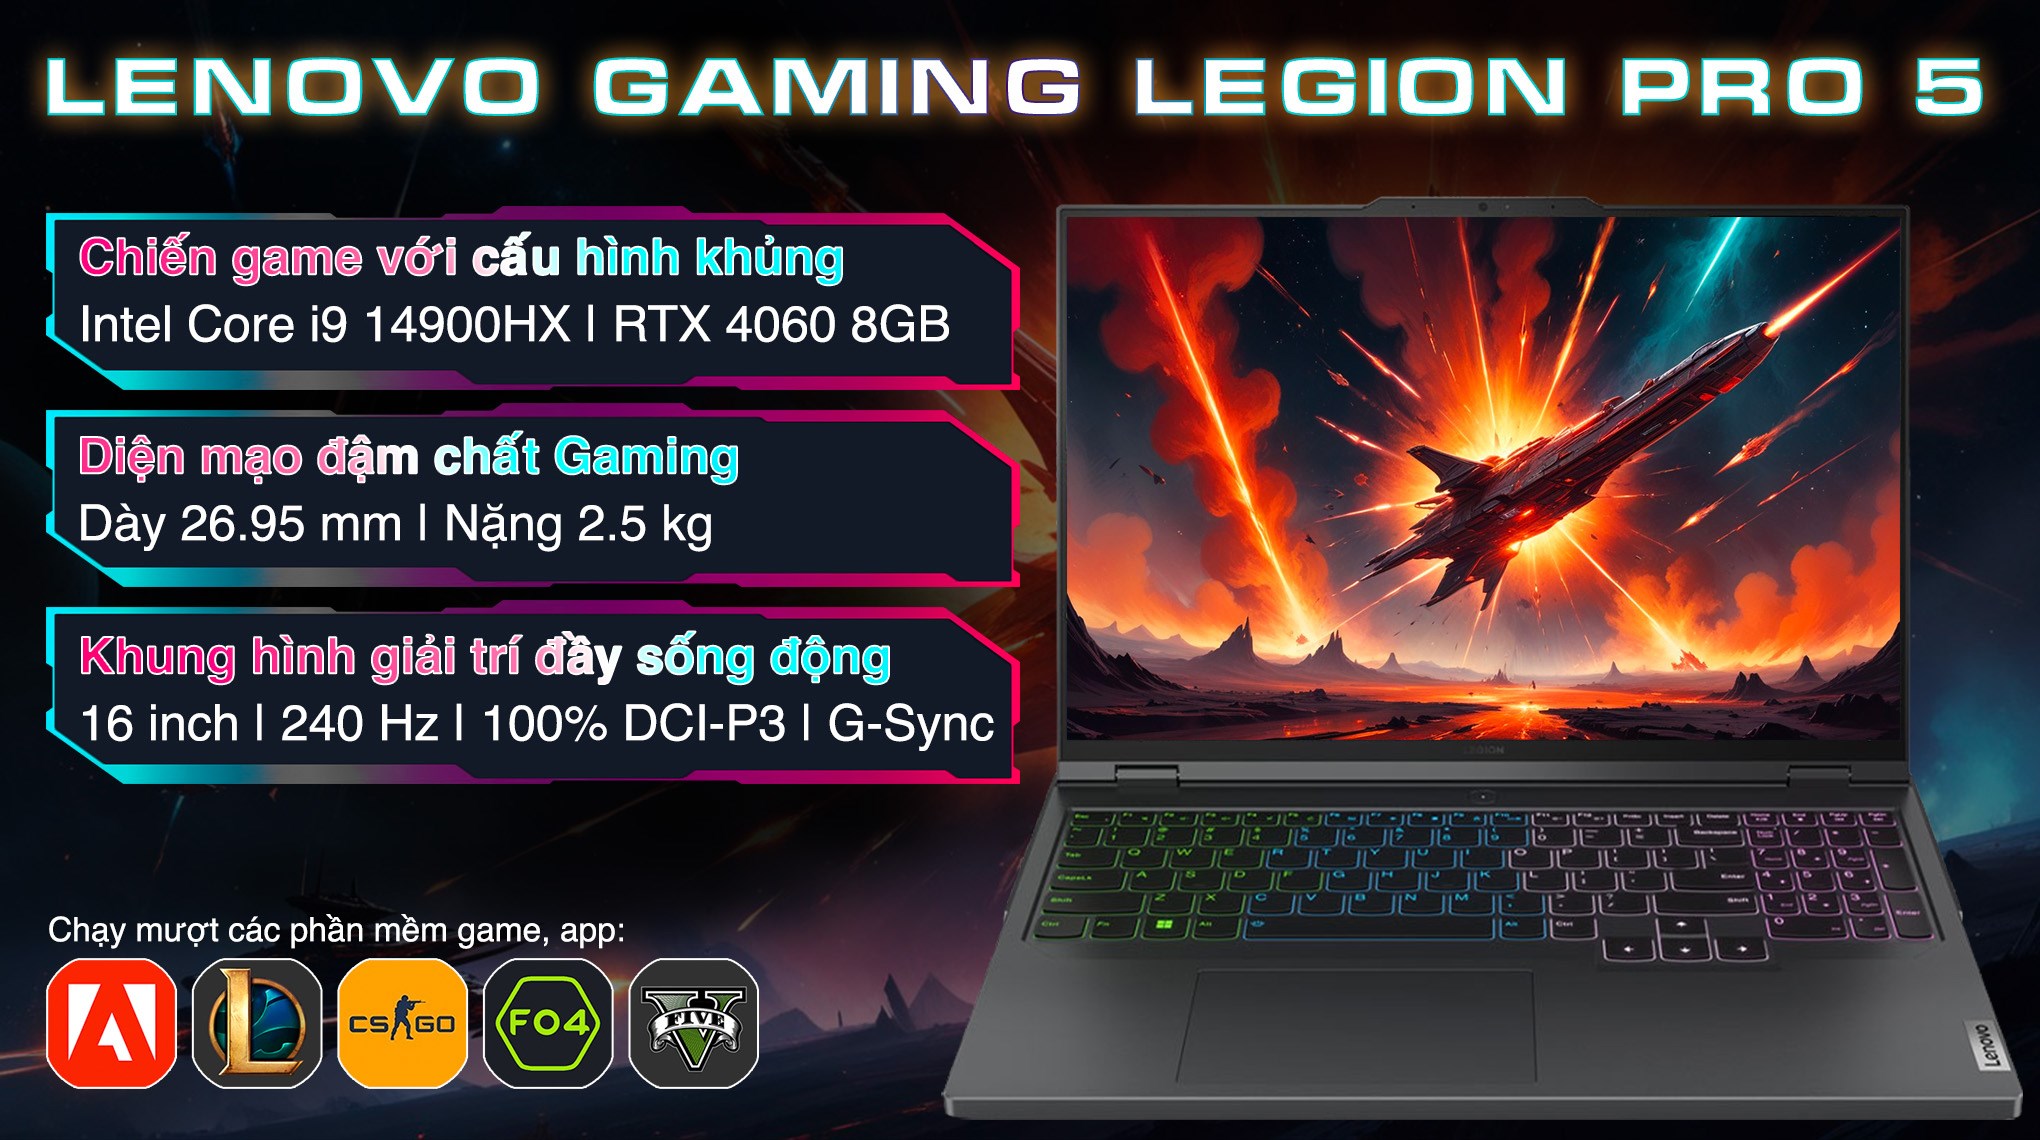 LENOVO GAMING LEGION PRO 5
Chiến game với cấu hình khủng
Intel Core i9 14900HX | RTX 4060 8GB
Diện mạo đậm chất Gaming
Dày 26.95 mm | Nặng 2.5 kg
Khung hình giải trí đầy sống động
16 inch | 240 Hz | 100% DCI-P3 | G-Sync
Chạy mượt các phần mềm game, app:
CS GO
FO4
V FIVE
LEGION
Lenovo